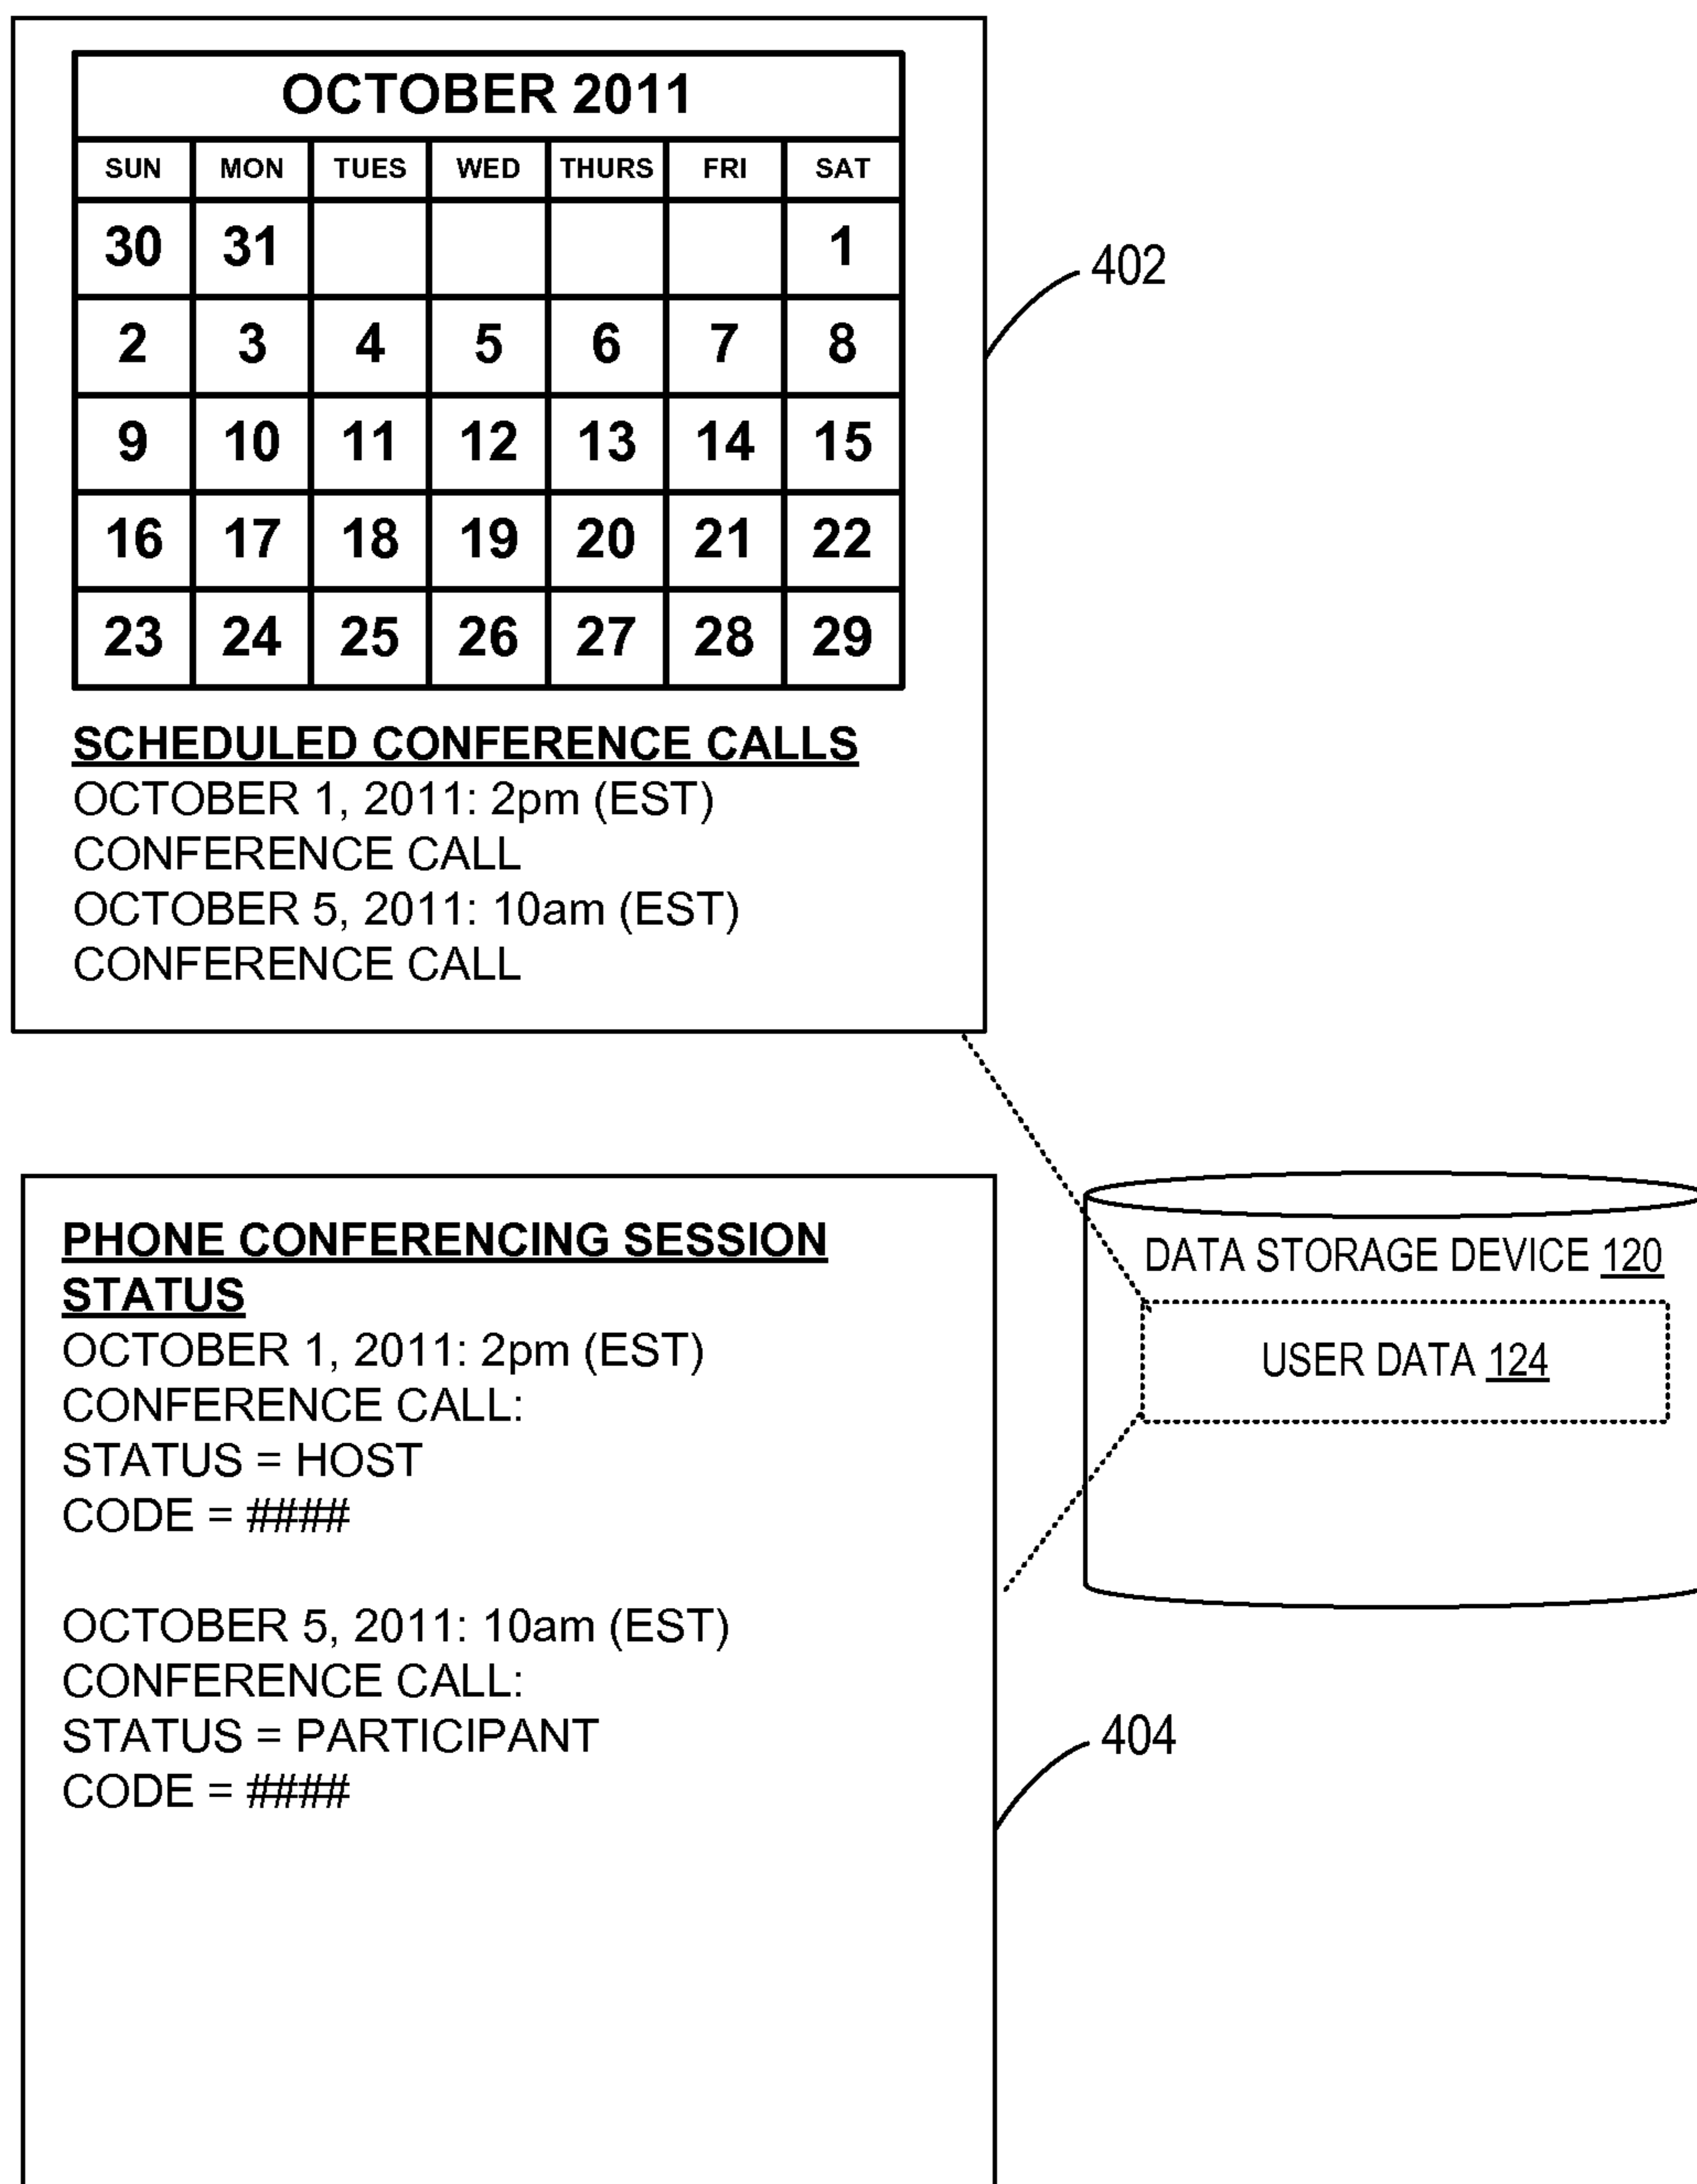 OCTOBER 2011
SUN MON TUES WED THURS FRI SAT
30 31 1
2 3 4 5 6 7 8
9 10 11 12 13 14 15
16 17 18 19 20 21 22
23 24 25 26 27 28 29
SCHEDULED CONFERENCE CALLS
OCTOBER 1, 2011: 2pm (EST)
CONFERENCE CALL
OCTOBER 5, 2011: 10am (EST)
CONFERENCE CALL
402
PHONE CONFERENCING SESSION
STATUS
OCTOBER 1, 2011: 2pm (EST)
CONFERENCE CALL:
STATUS = HOST
CODE = ####
OCTOBER 5, 2011: 10am (EST)
CONFERENCE CALL:
STATUS = PARTICIPANT
CODE = ####
404
DATA STORAGE DEVICE 120
USER DATA 124